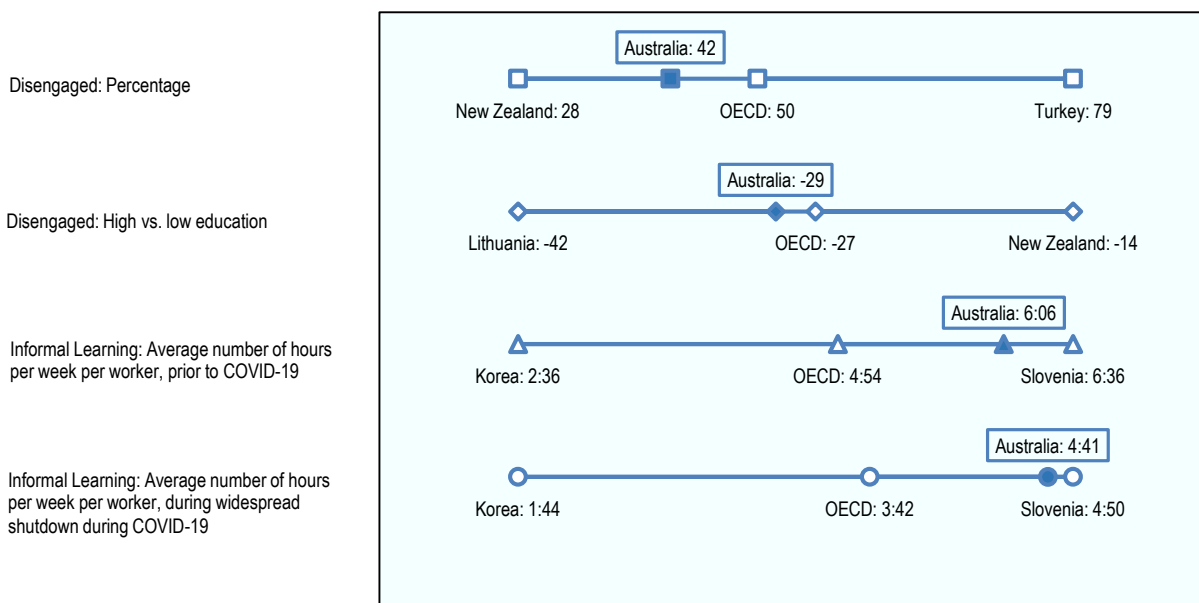 Australia: 42
Disengaged: Percentage
New Zealand: 28
OECD: 50
Turkey: 79
Australia: -29
Disengaged: High vs. low education
Lithuania: -42
OECD: -27
New Zealand: -14
Australia: 6:06
Informal Learning: Average number of hours
per week per worker, prior to COVID-19
Korea: 2:36
OECD: 4:54
Slovenia: 6:36
Australia: 4:41
Informal Learning: Average number of hours
per week per worker, during widespread
shutdown during COVID-19
Korea: 1:44
OECD: 3:42
Slovenia: 4:50